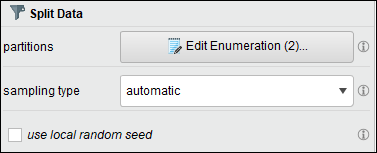 Split Data
partitions
Edit Enumeration (2)...
sampling type
automatic
use local random seed